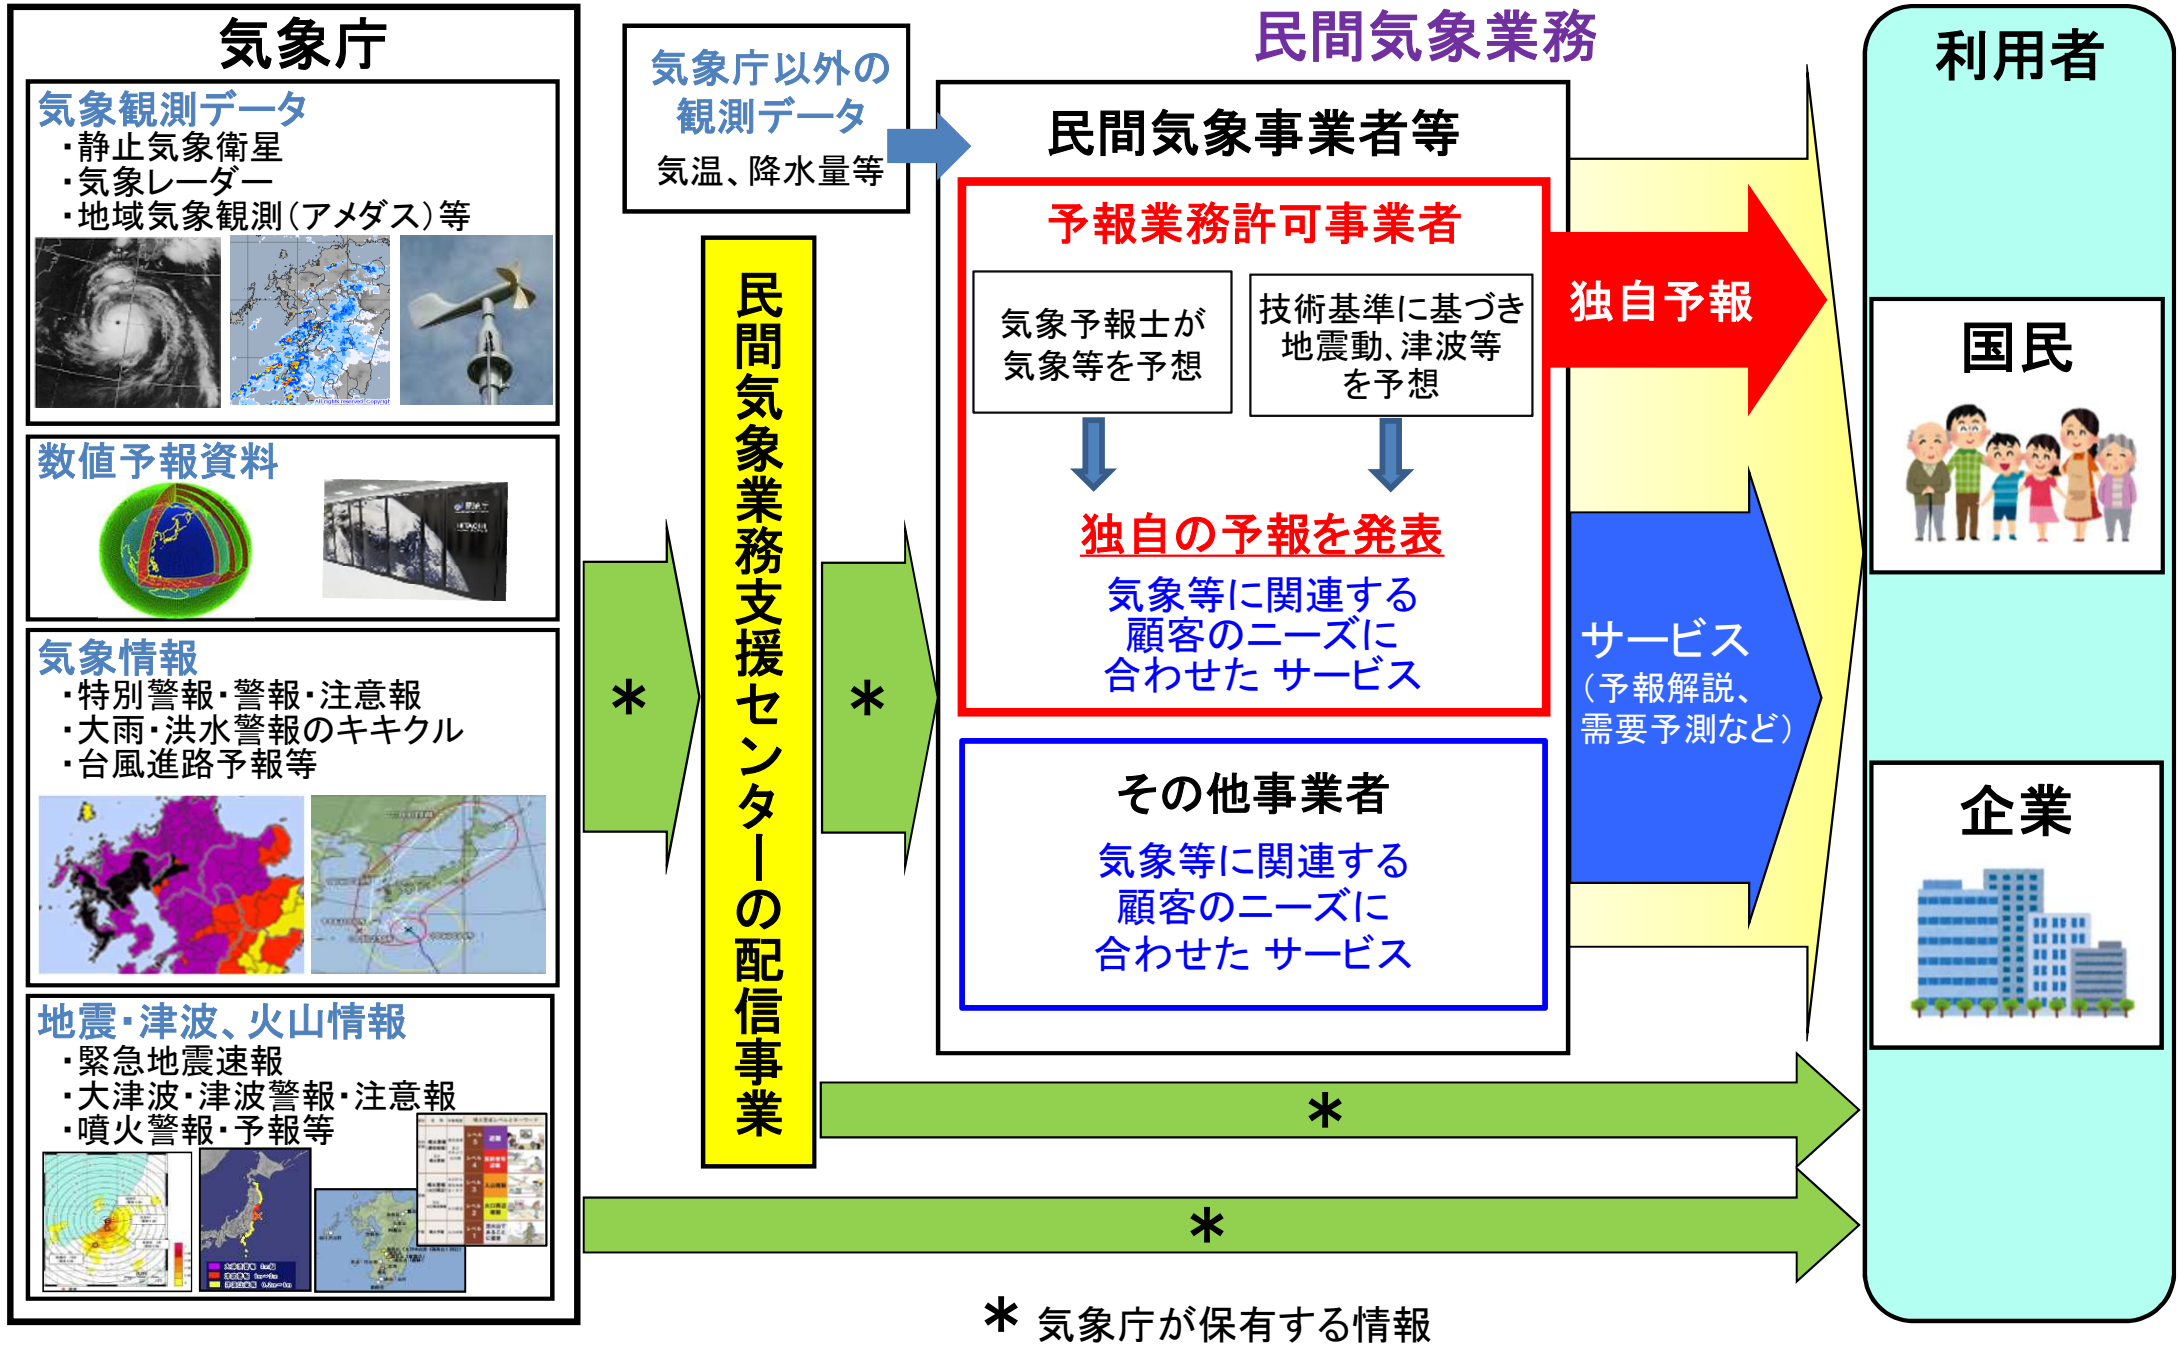 気象庁
気象観測データ
・静止気象衛星
・気象レーダー
・地域気象観測（アメダス）等
数値予報資料
HITACHI
気象情報
・特別警報・警報・注意報
・大雨・洪水警報のキキクル
・台風進路予報等
地震・津波、火山情報
・緊急地震速報
・大津波・津波警報・注意報
・噴火警報・予報等
気象庁以外の
観測データ
気温、降水量等
民間気象業務支援センターの配信事業
民間気象業務
民間気象事業者等
予報業務許可事業者
気象予報士が
気象等を予想
技術基準に基づき
地震動、津波等
を予想
独自の予報を発表
気象等に関連する
顧客のニーズに
合わせた サービス
その他事業者
気象等に関連する
顧客のニーズに
合わせた サービス
独自予報
サービス
（予報解説、
需要予測など）
利用者
国民
企業
*
*
*
*
* 気象庁が保有する情報